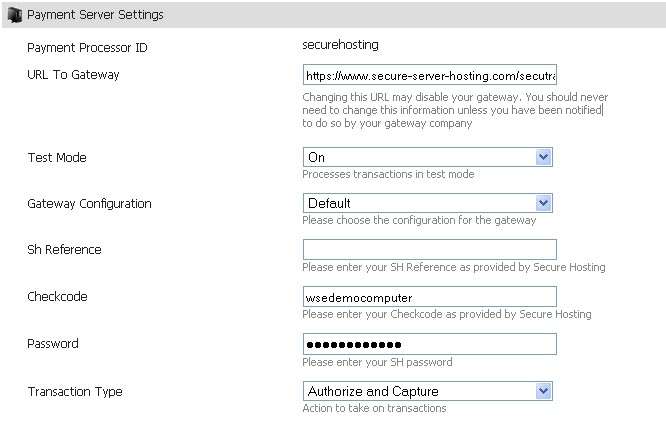 Payment Server Settings
Payment Processor ID securehosting
URL To Gateway https://www.secure-server-hosting.com/secutra
Changing this URL may disable your gateway. You should never
need to change this information unless you have been notified
to do so by your gateway company
Test Mode On
Processes transactions in test mode
Gateway Configuration Default
Please choose the configuration for the gateway
Sh Reference
Please enter your SH Reference as provided by Secure Hosting
Checkcode wsedemocomputer
Please enter your Checkcode as provided by Secure Hosting
Password ●●●●●●●●●●●●
Please enter your SH password
Transaction Type Authorize and Capture
Action to take on transactions